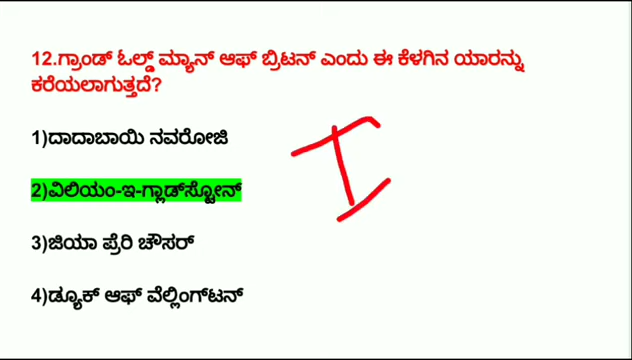 12.ಗ್ರಾಂಡ್ ಓಲ್ಡ್ ಮ್ಯಾನ್ ಆಫ್ ಬ್ರಿಟನ್ ಎಂದು ಈ ಕೆಳಗಿನ ಯಾರನ್ನು
ಕರೆಯಲಾಗುತ್ತದೆ?
1)ದಾದಾಬಾಯಿ ನವರೋಜಿ
2)ವಿಲಿಯಂ-ಇ-ಗ್ಲಾಡ್‌ಸ್ಟೋನ್
I
3)ಜಿಯಾ ಪ್ರೆರಿ ಚೌಸರ್
4)ಡ್ಯೂಕ್ ಆಫ್ ವೆಲ್ಲಿಂಗ್‌ಟನ್